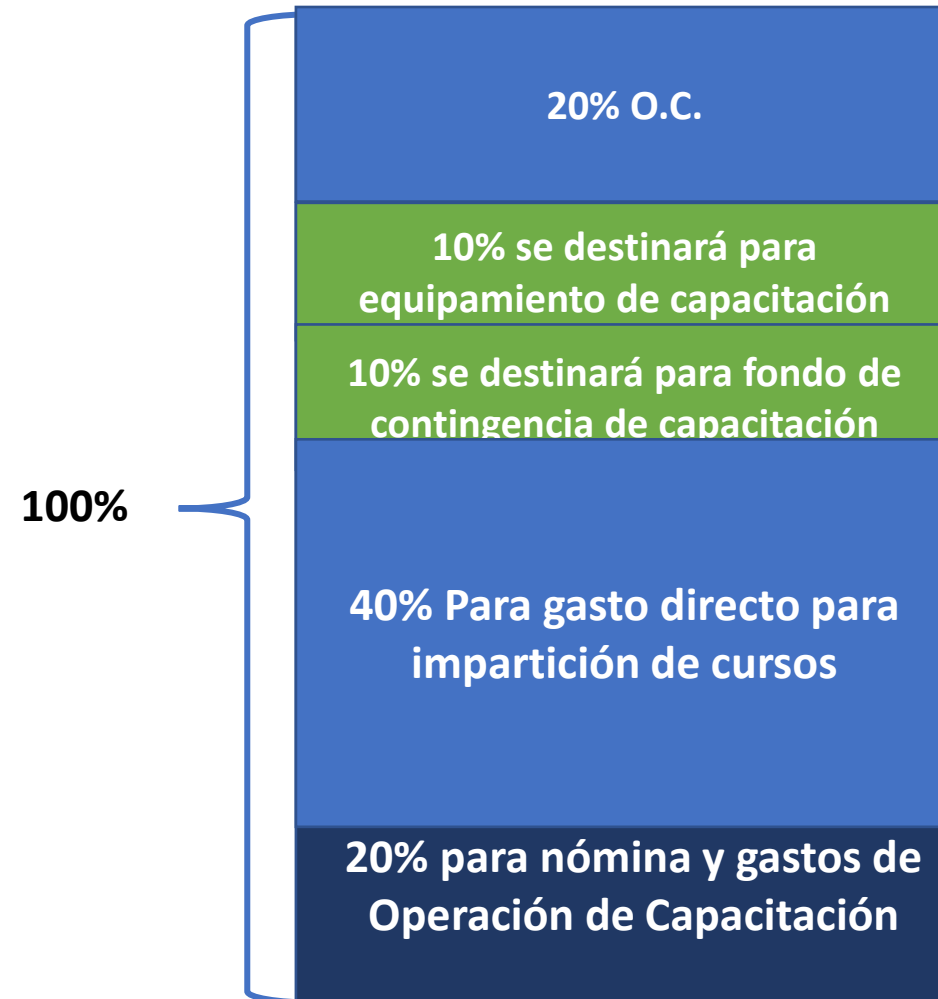 20% O.C.
10% se destinará para
equipamiento de capacitación
10% se destinará para fondo de
contingencia de capacitación
100%
40% Para gasto directo para
impartición de cursos
20% para nómina y gastos de
Operación de Capacitación